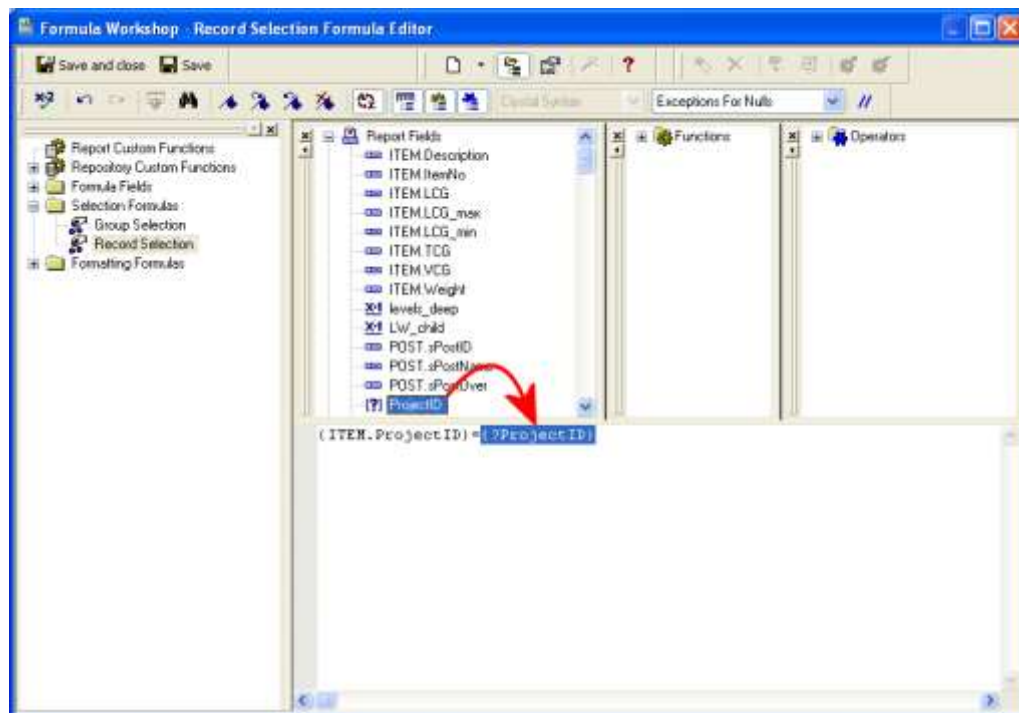 Formula Workshop - Record Selection Formula Editor
Save and close Save
Crystal Syntax Exceptions For Nulls //
Report Custom Functions
Repository Custom Functions
Formula Fields
Selection Formulas
Group Selection
Record Selection
Formatting Formulas
Report Fields
ITEM.Description
ITEM.ItemNo
ITEM.LCG
ITEM.LCG_max
ITEM.LCG_min
ITEM.TCG
ITEM.VCG
ITEM.Weight
levels_deep
LW_child
POST.sPostID
POST.sPostName
POST.sPostOver
[?] ProjectID
Functions
Operators
{ITEM.ProjectID}={?ProjectID}